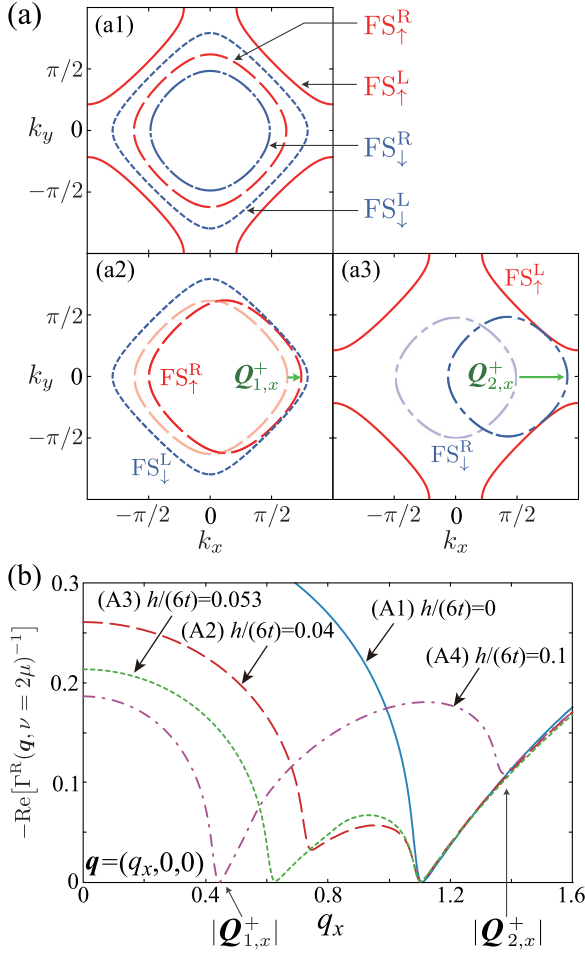 (a)
(a1)
π/2
k_y 0
−π/2
FS^R_↑
FS^L_↑
FS^R_↓
FS^L_↓
(a2)
π/2
k_y 0
−π/2
FS^R_↑
Q^+_{1,x}
FS^L_↓
−π/2 0 π/2
k_x
(a3)
FS^L_↑
π/2
0
−π/2
Q^+_{2,x}
FS^R_↓
−π/2 0 π/2
k_x
(b)
−Re[Γ^R(q, ν = 2μ)^{−1}]
0.3
0.2
0.1
0
(A3) h/(6t)=0.053
(A2) h/(6t)=0.04
(A1) h/(6t)=0
(A4) h/(6t)=0.1
q=(q_x,0,0)
0 0.4 0.8 1.2 1.6
|Q^+_{1,x}| q_x |Q^+_{2,x}|